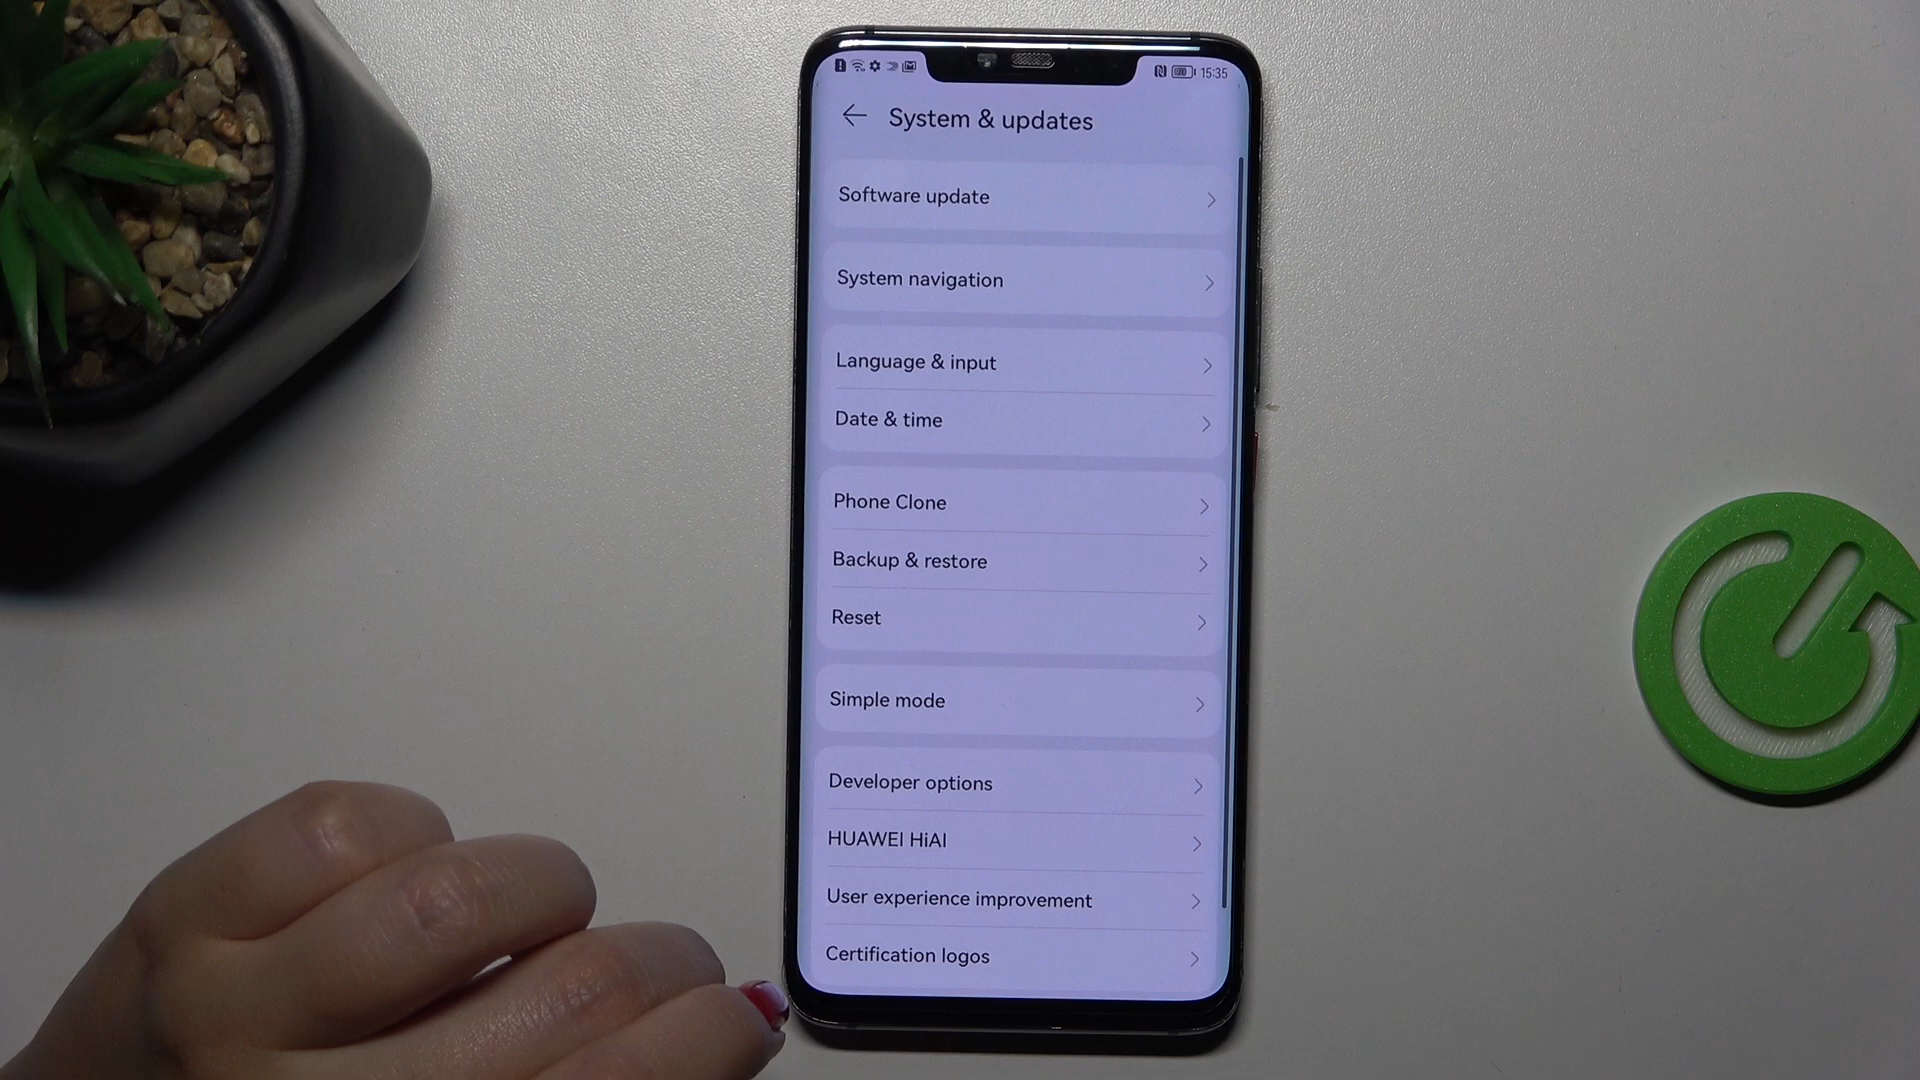 15:35
System & updates
Software update
System navigation
Language & input
Date & time
Phone Clone
Backup & restore
Reset
Simple mode
Developer options
HUAWEI HiAI
User experience improvement
Certification logos